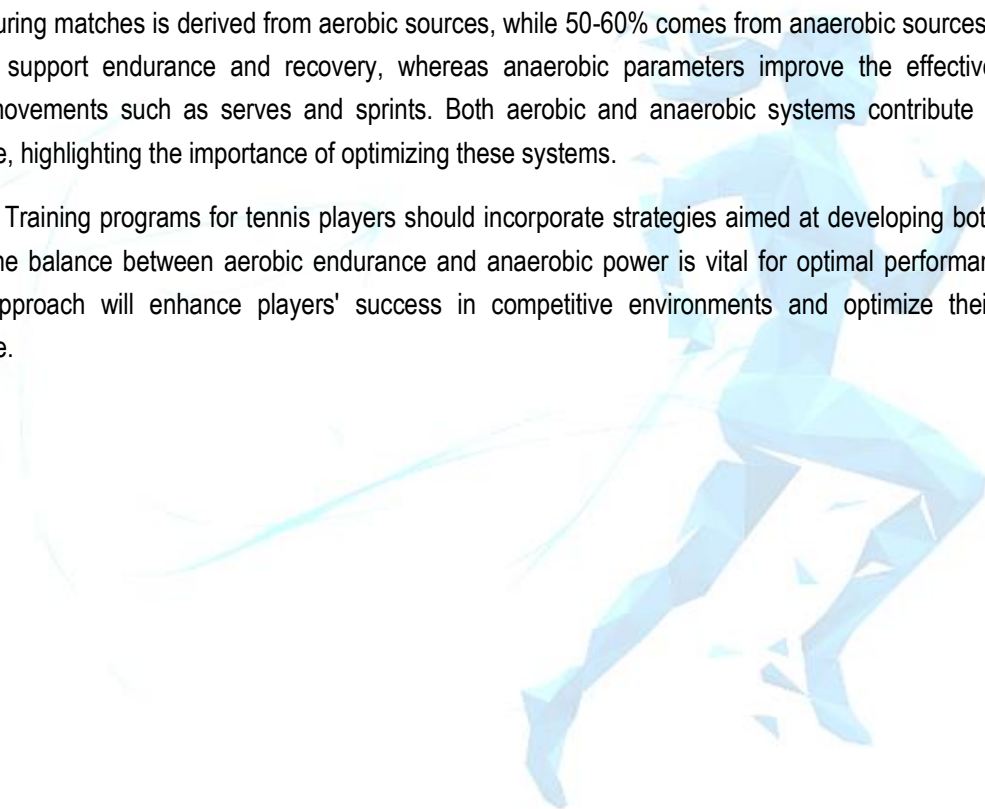 uring matches is derived from aerobic sources, while 50-60% comes from anaerobic sources
support endurance and recovery, whereas anaerobic parameters improve the effective
movements such as serves and sprints. Both aerobic and anaerobic systems contribute
e, highlighting the importance of optimizing these systems.
Training programs for tennis players should incorporate strategies aimed at developing bot
he balance between aerobic endurance and anaerobic power is vital for optimal performan
pproach will enhance players' success in competitive environments and optimize thei
e.